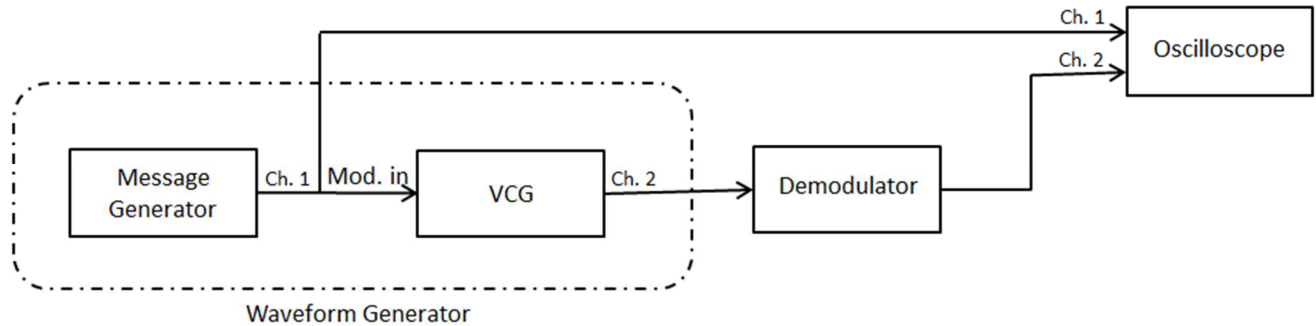 Ch. 1
Oscilloscope
Ch. 2
Message
Generator
Ch. 1
Mod. in
VCG
Ch. 2
Demodulator
Waveform Generator